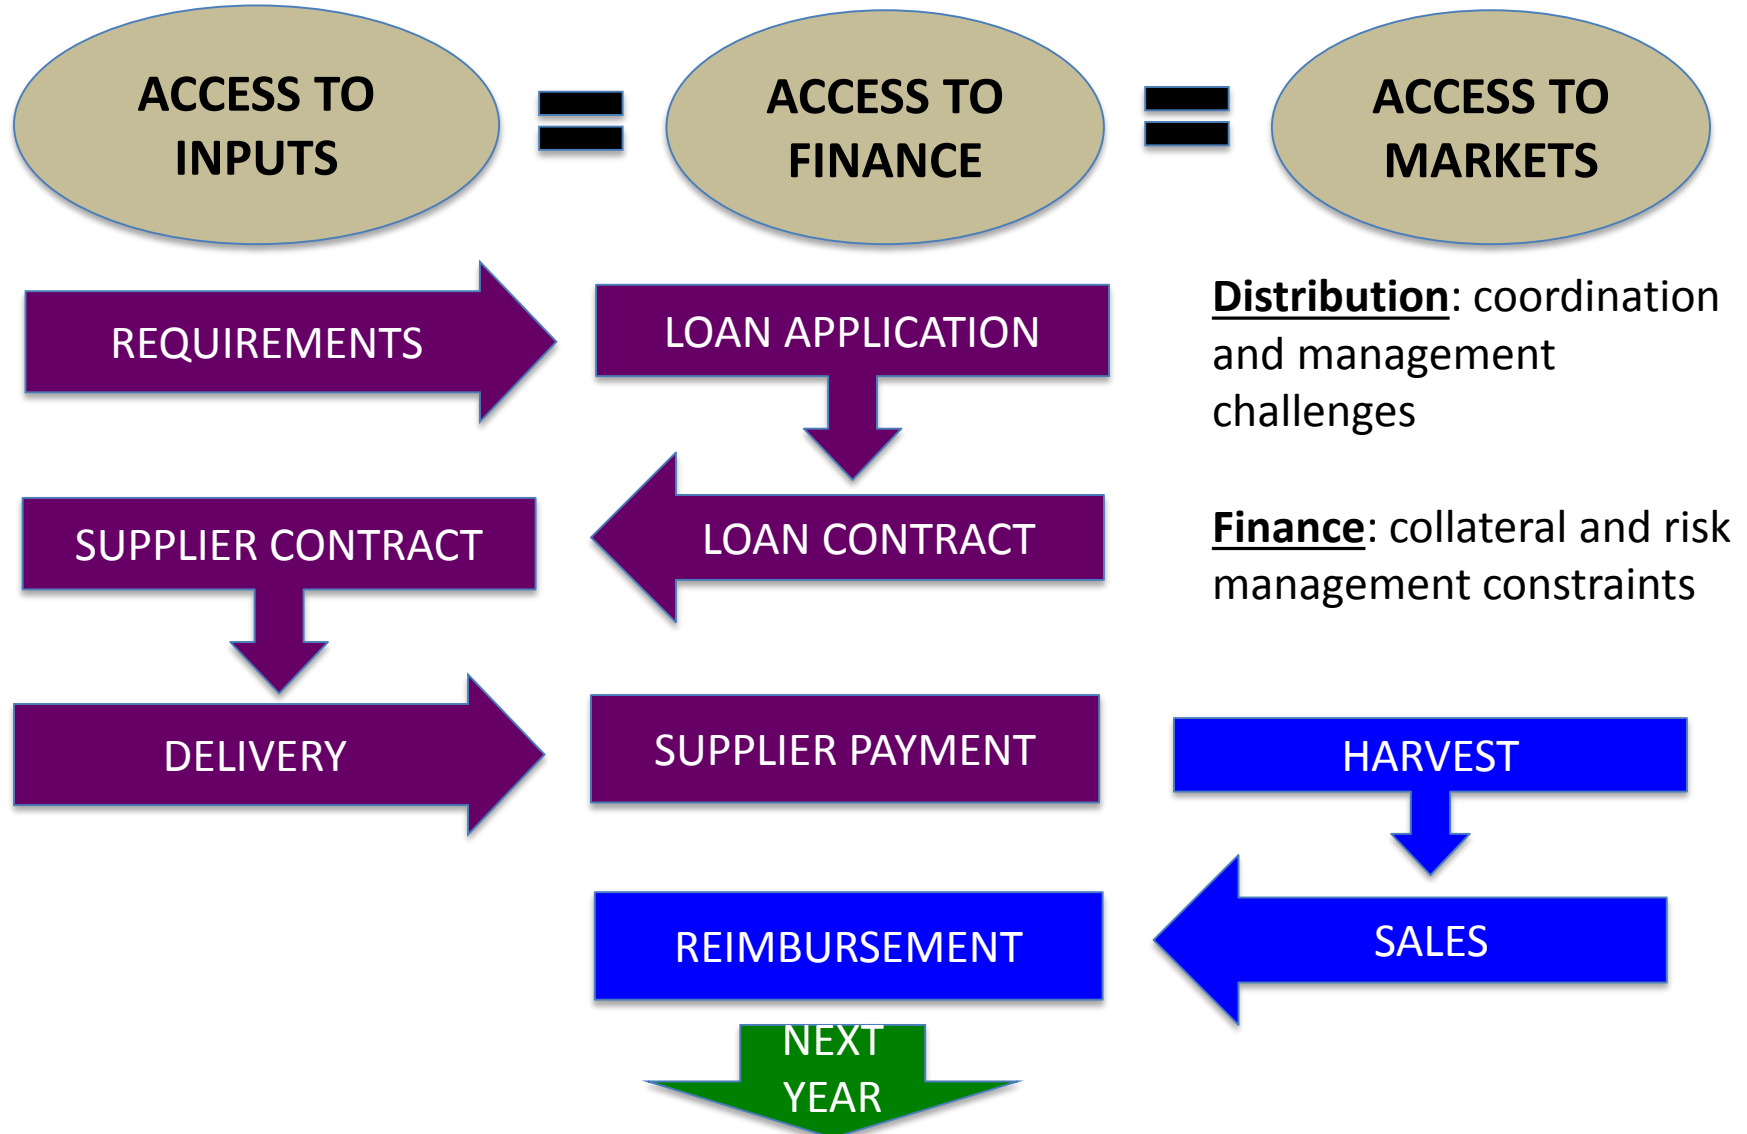 ACCESS TO
INPUTS
ACCESS TO
FINANCE
ACCESS TO
MARKETS
REQUIREMENTS
LOAN APPLICATION
Distribution: coordination
and management
challenges
SUPPLIER CONTRACT
LOAN CONTRACT
Finance: collateral and risk
management constraints
DELIVERY
SUPPLIER PAYMENT
HARVEST
REIMBURSEMENT
SALES
NEXT
YEAR